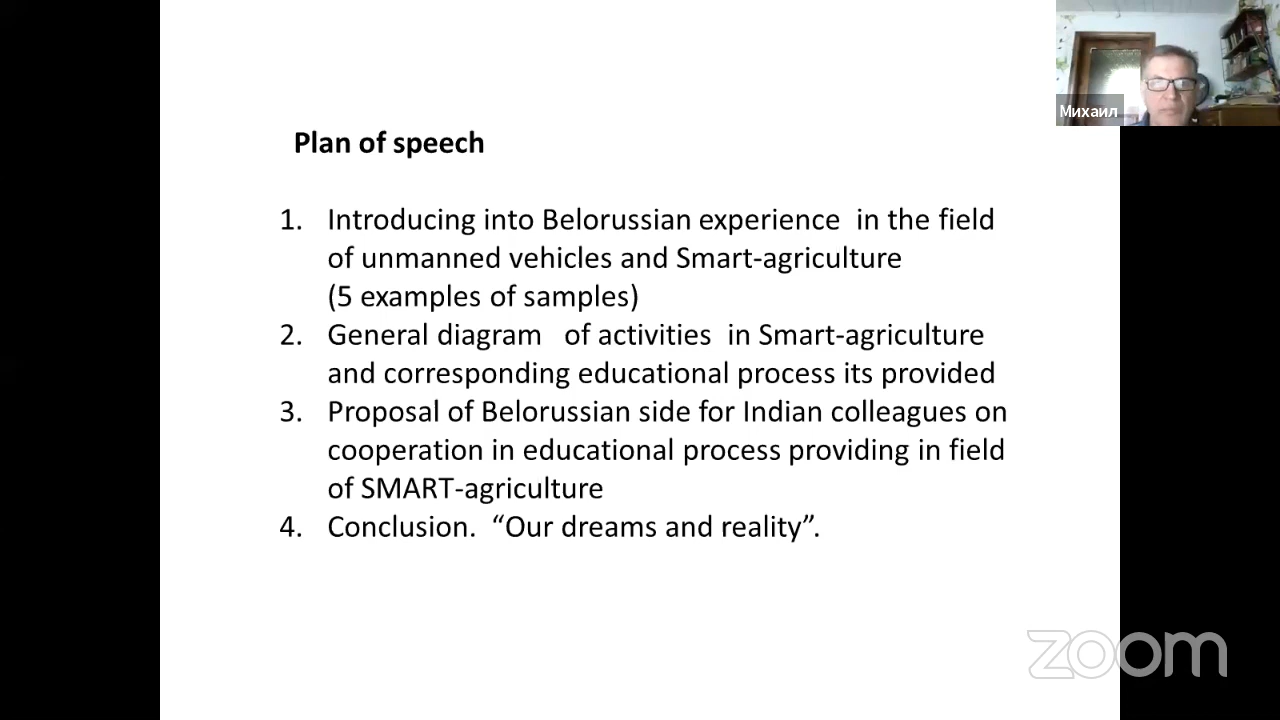 Михаил
Plan of speech
1. Introducing into Belorussian experience in the field
of unmanned vehicles and Smart-agriculture
(5 examples of samples)
2. General diagram of activities in Smart-agriculture
and corresponding educational process its provided
3. Proposal of Belorussian side for Indian colleagues on
cooperation in educational process providing in field
of SMART-agriculture
4. Conclusion. “Our dreams and reality”.
zoom